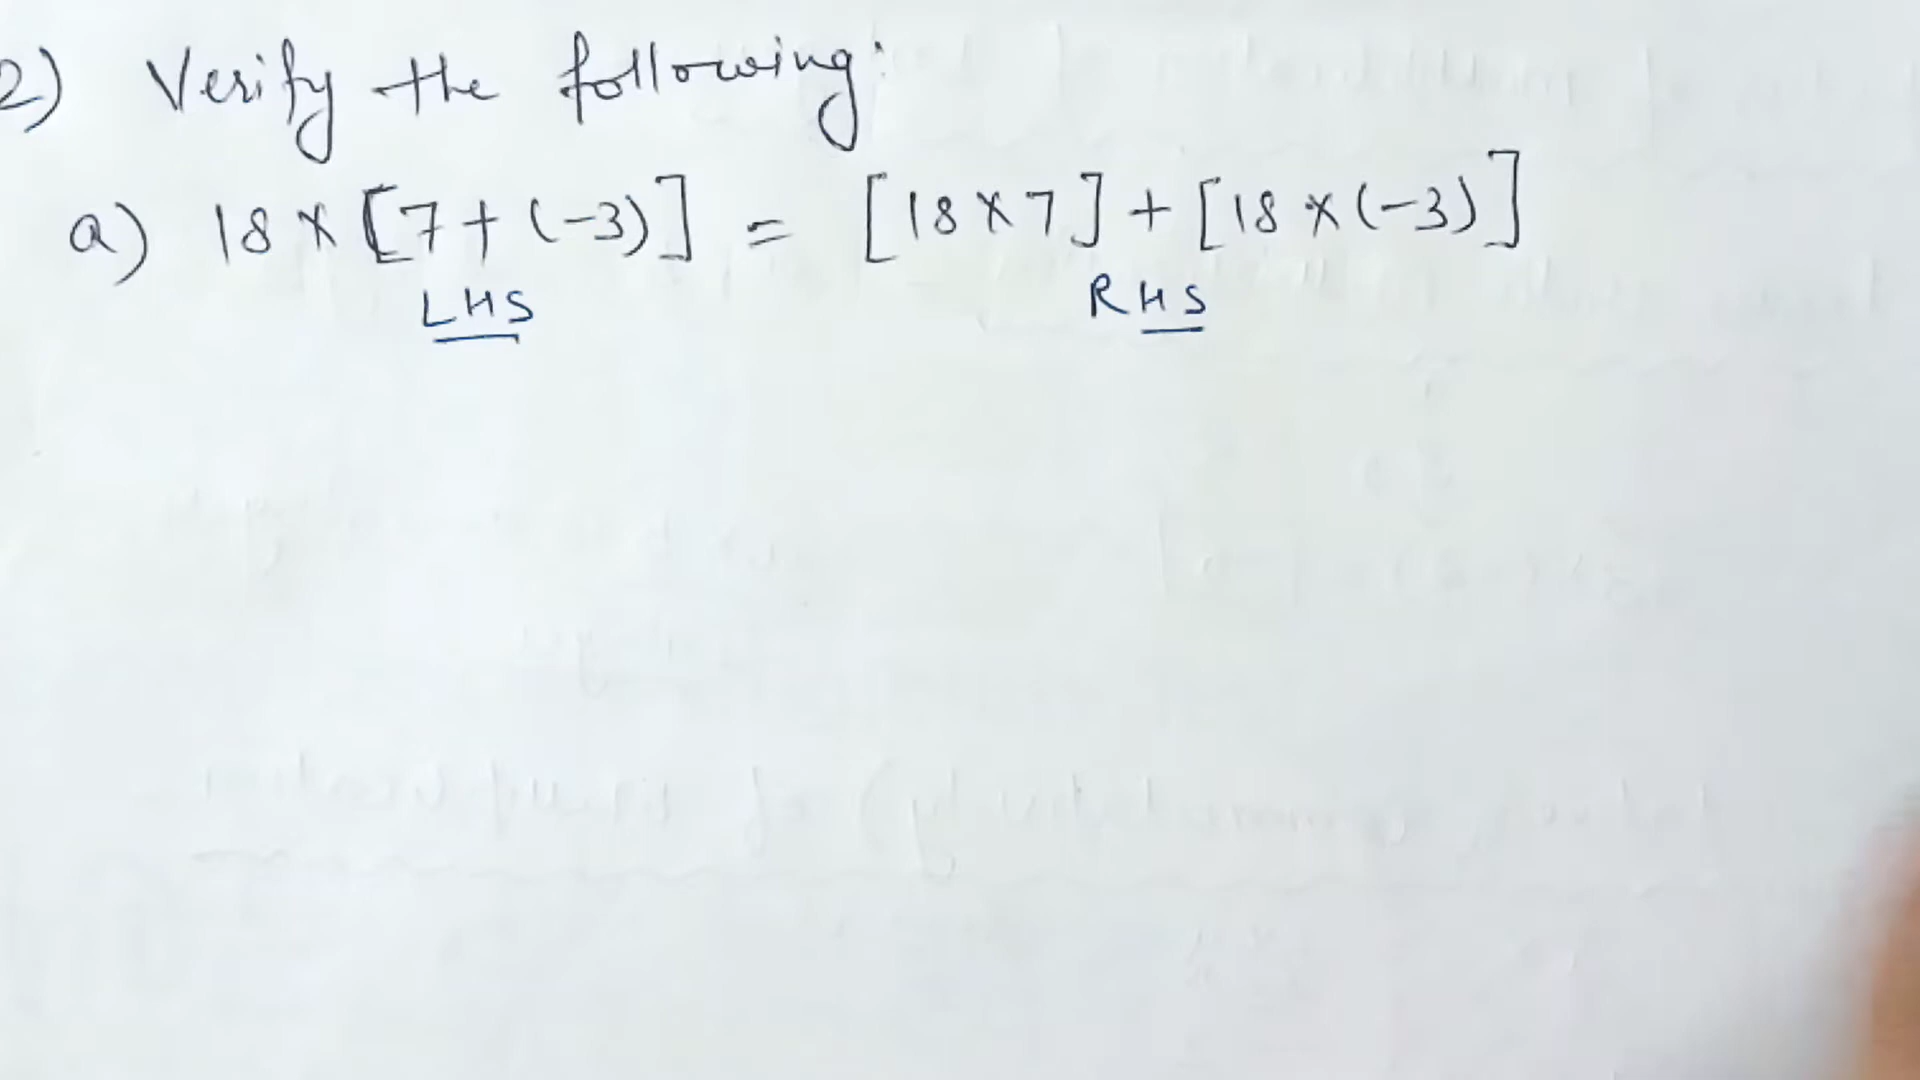 2) Verify the following:
a) 18 × [7 + (-3)] = [18 × 7] + [18 × (-3)]
LHS RHS